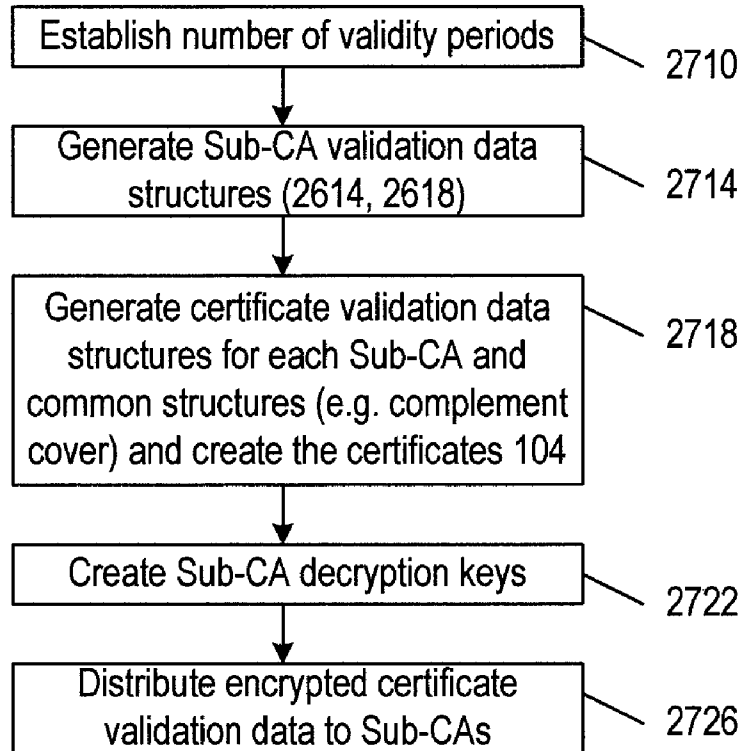 Establish number of validity periods
2710
Generate Sub-CA validation data
structures (2614, 2618)
2714
Generate certificate validation data
structures for each Sub-CA and
common structures (e.g. complement
cover) and create the certificates 104
2718
Create Sub-CA decryption keys
2722
Distribute encrypted certificate
validation data to Sub-CAs
2726